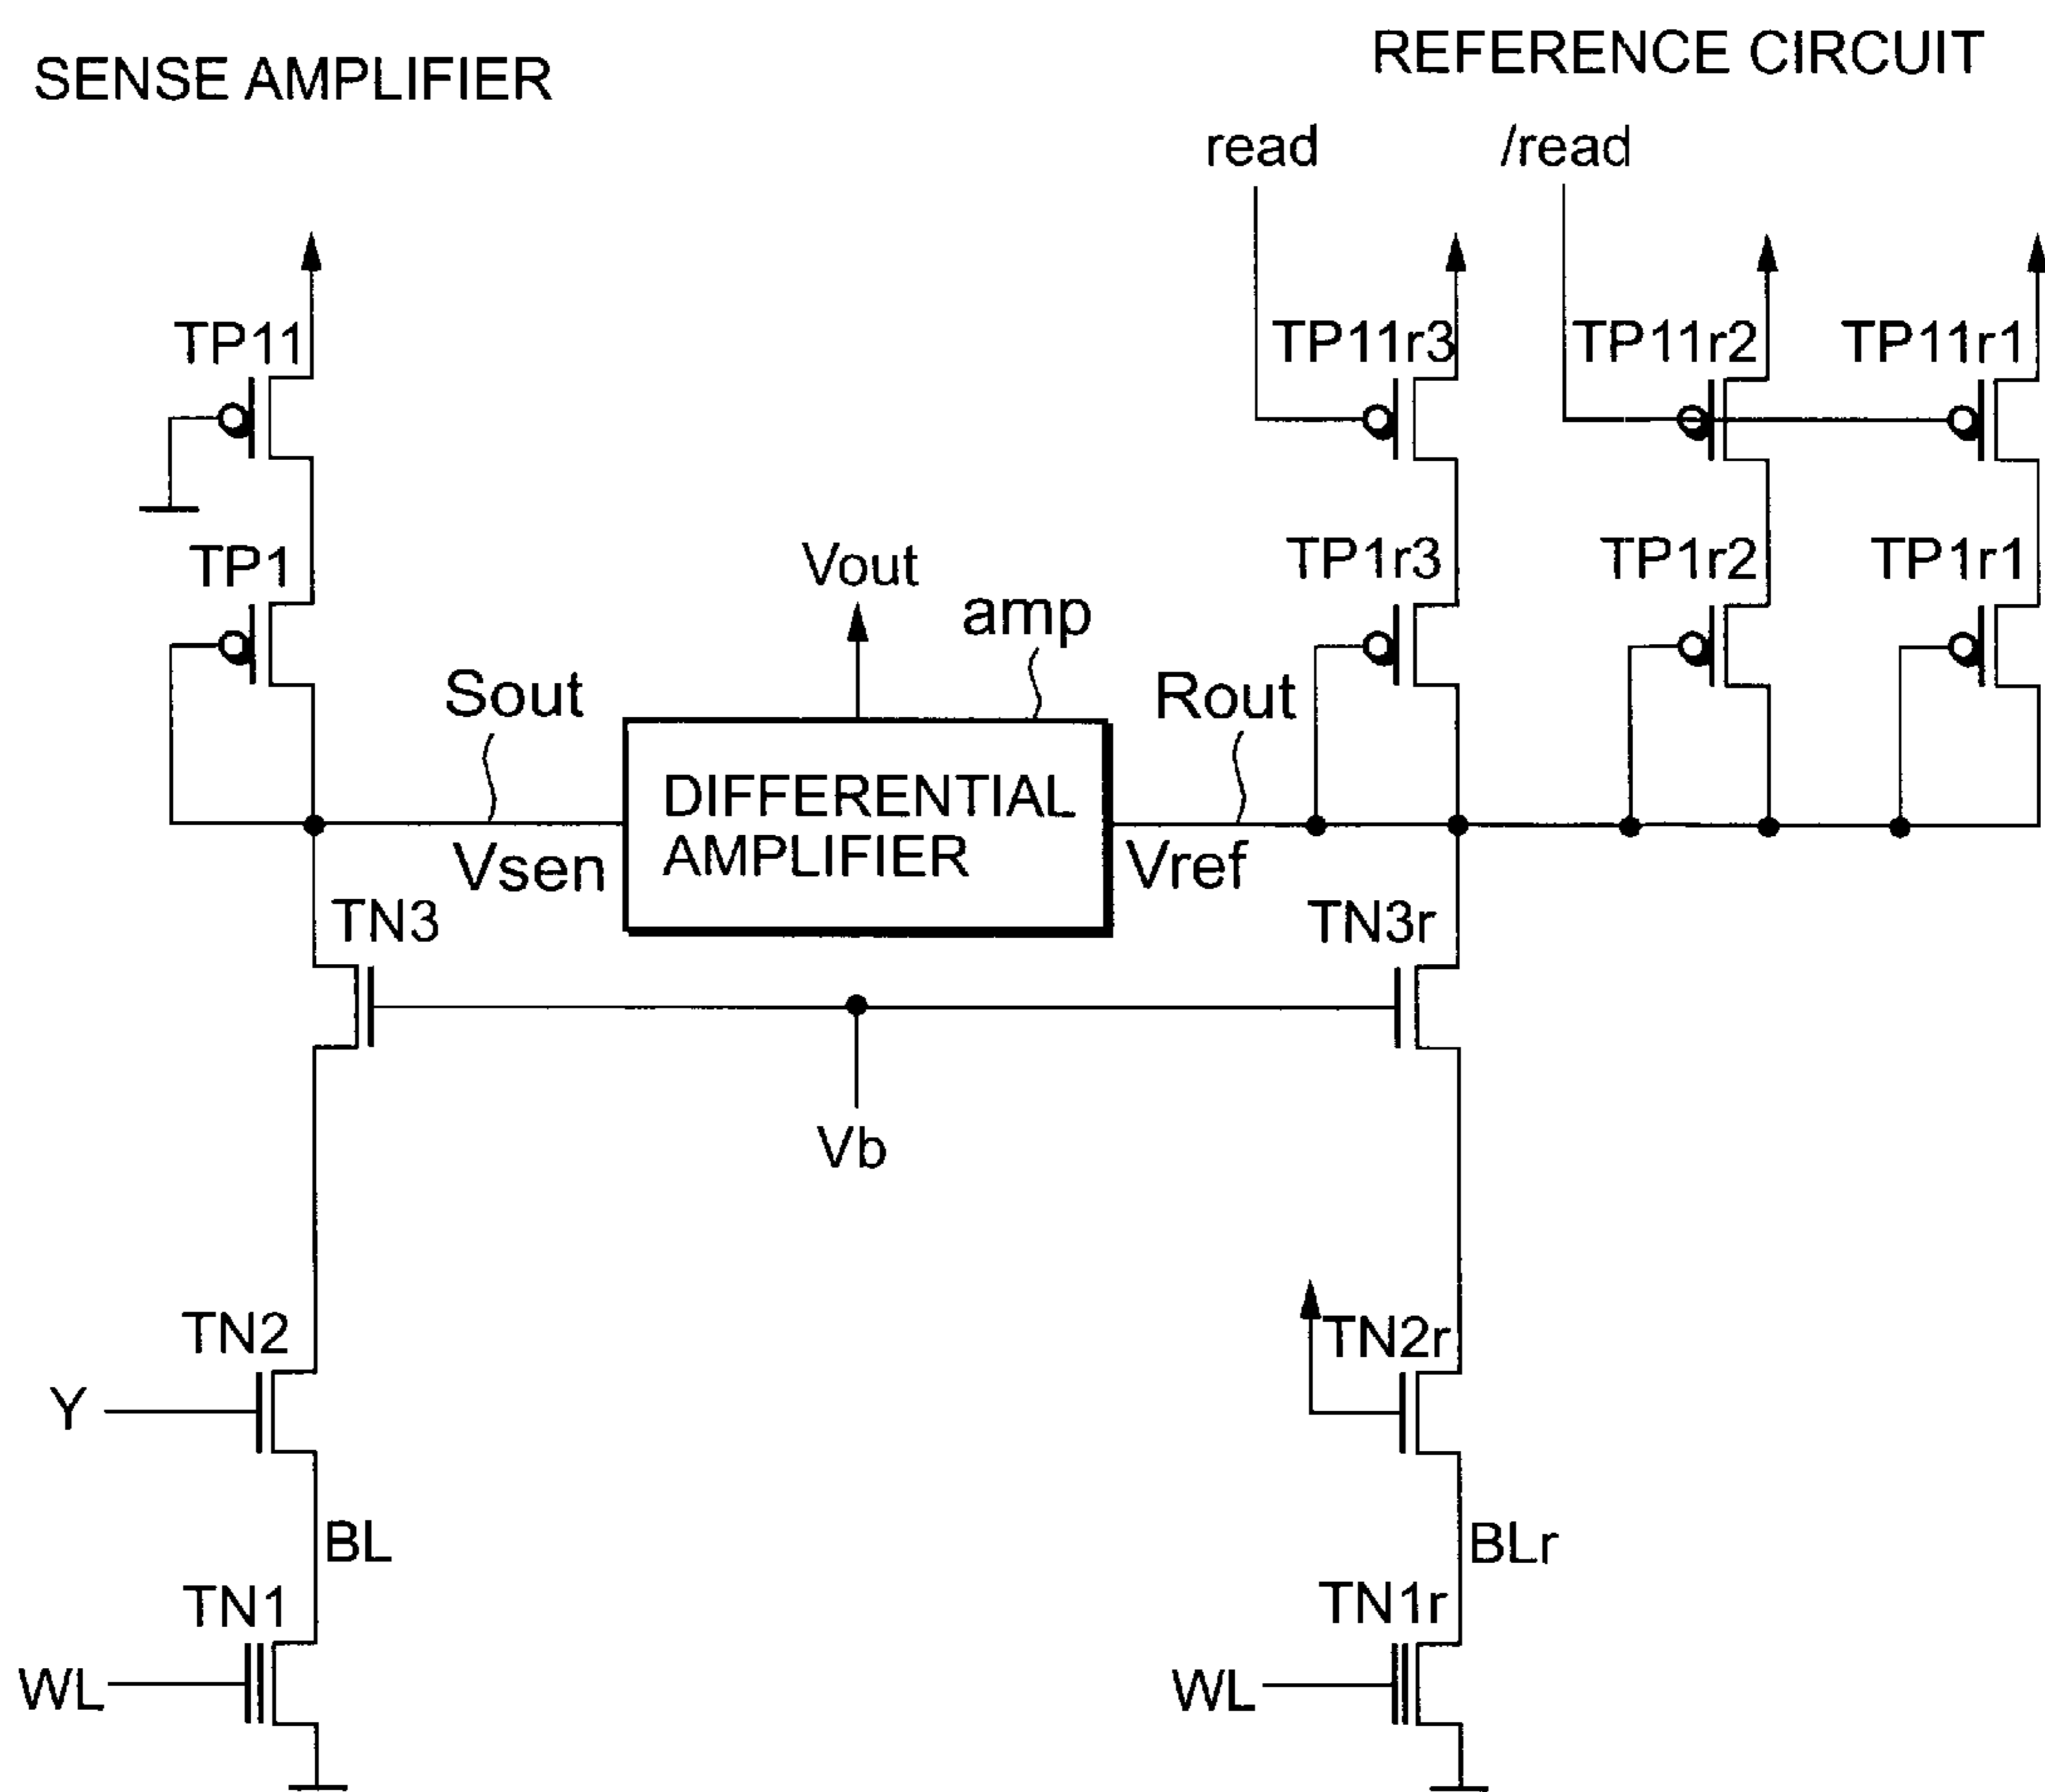 SENSE AMPLIFIER
REFERENCE CIRCUIT
read
/read
TP11
TP11r3
TP11r2
TP11r1
TP1
TP1r3
TP1r2
TP1r1
Vout
amp
Sout
Rout
DIFFERENTIAL
AMPLIFIER
Vsen
Vref
TN3
TN3r
Vb
TN2
TN2r
Y
BL
BLr
TN1
TN1r
WL
WL